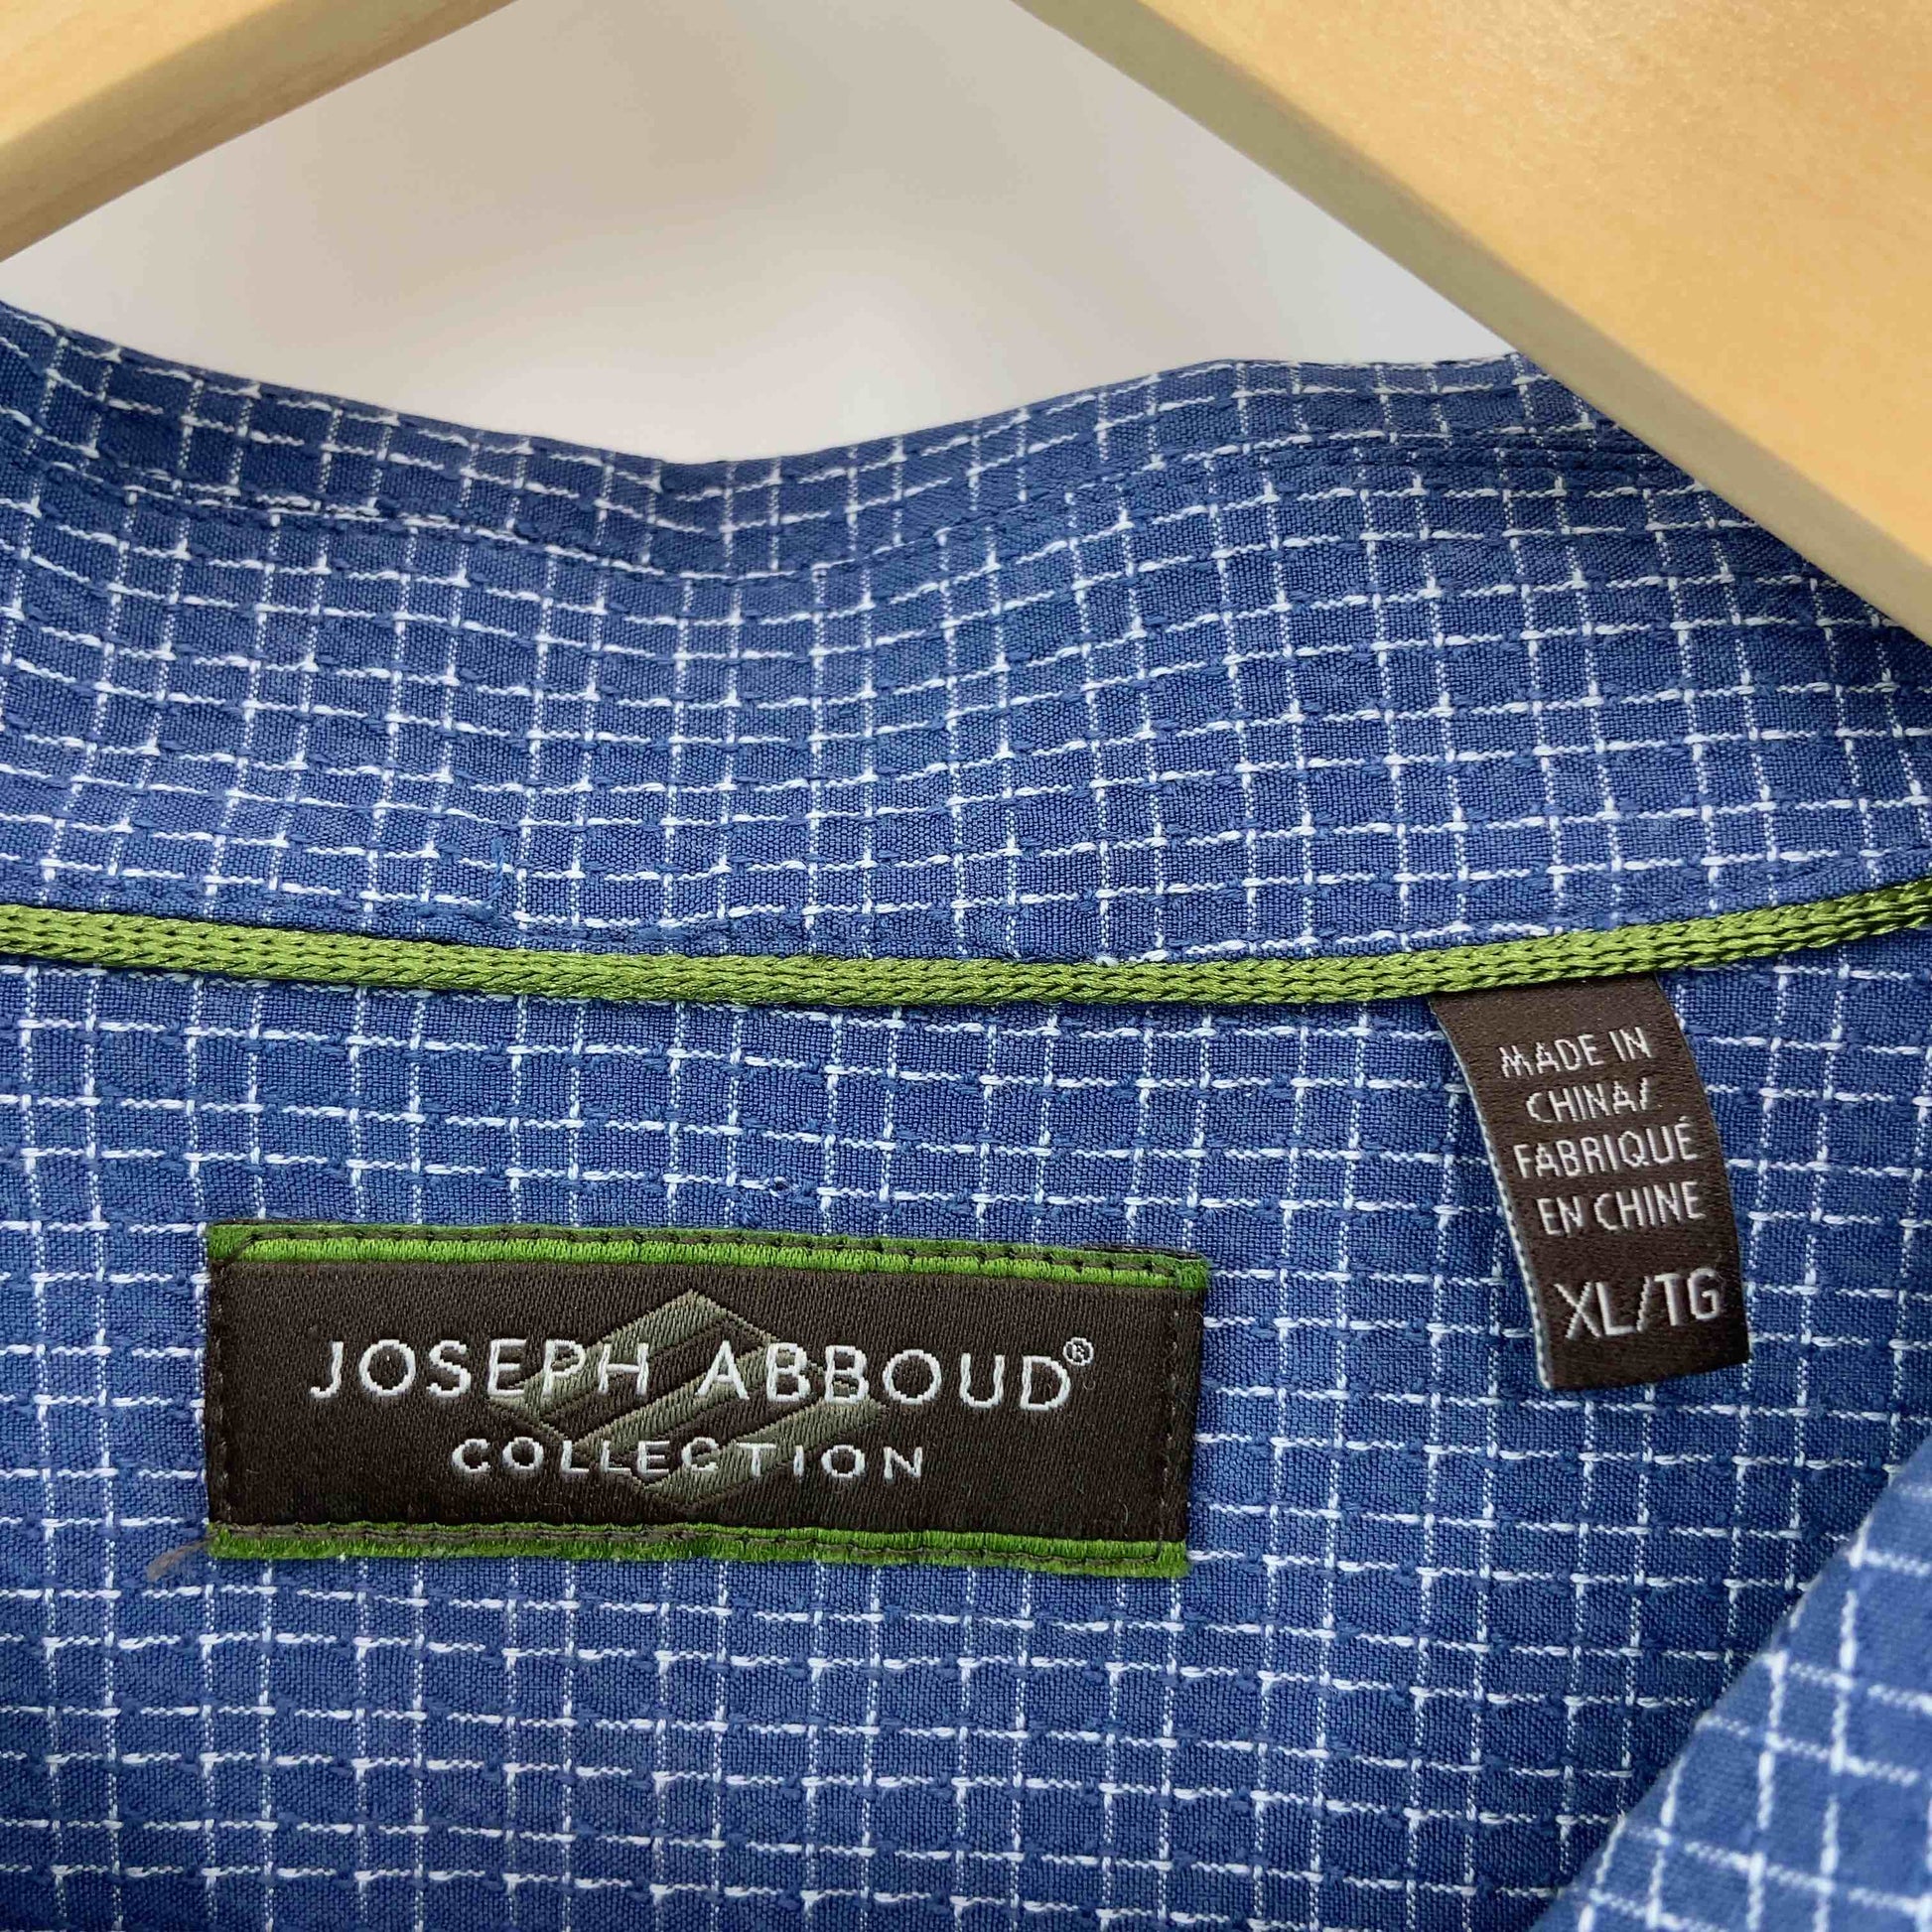 MADE IN
CHINA/
FABRIQUÉ
EN CHINE
XL/TG
JOSEPH ABBOUD®
COLLECTION